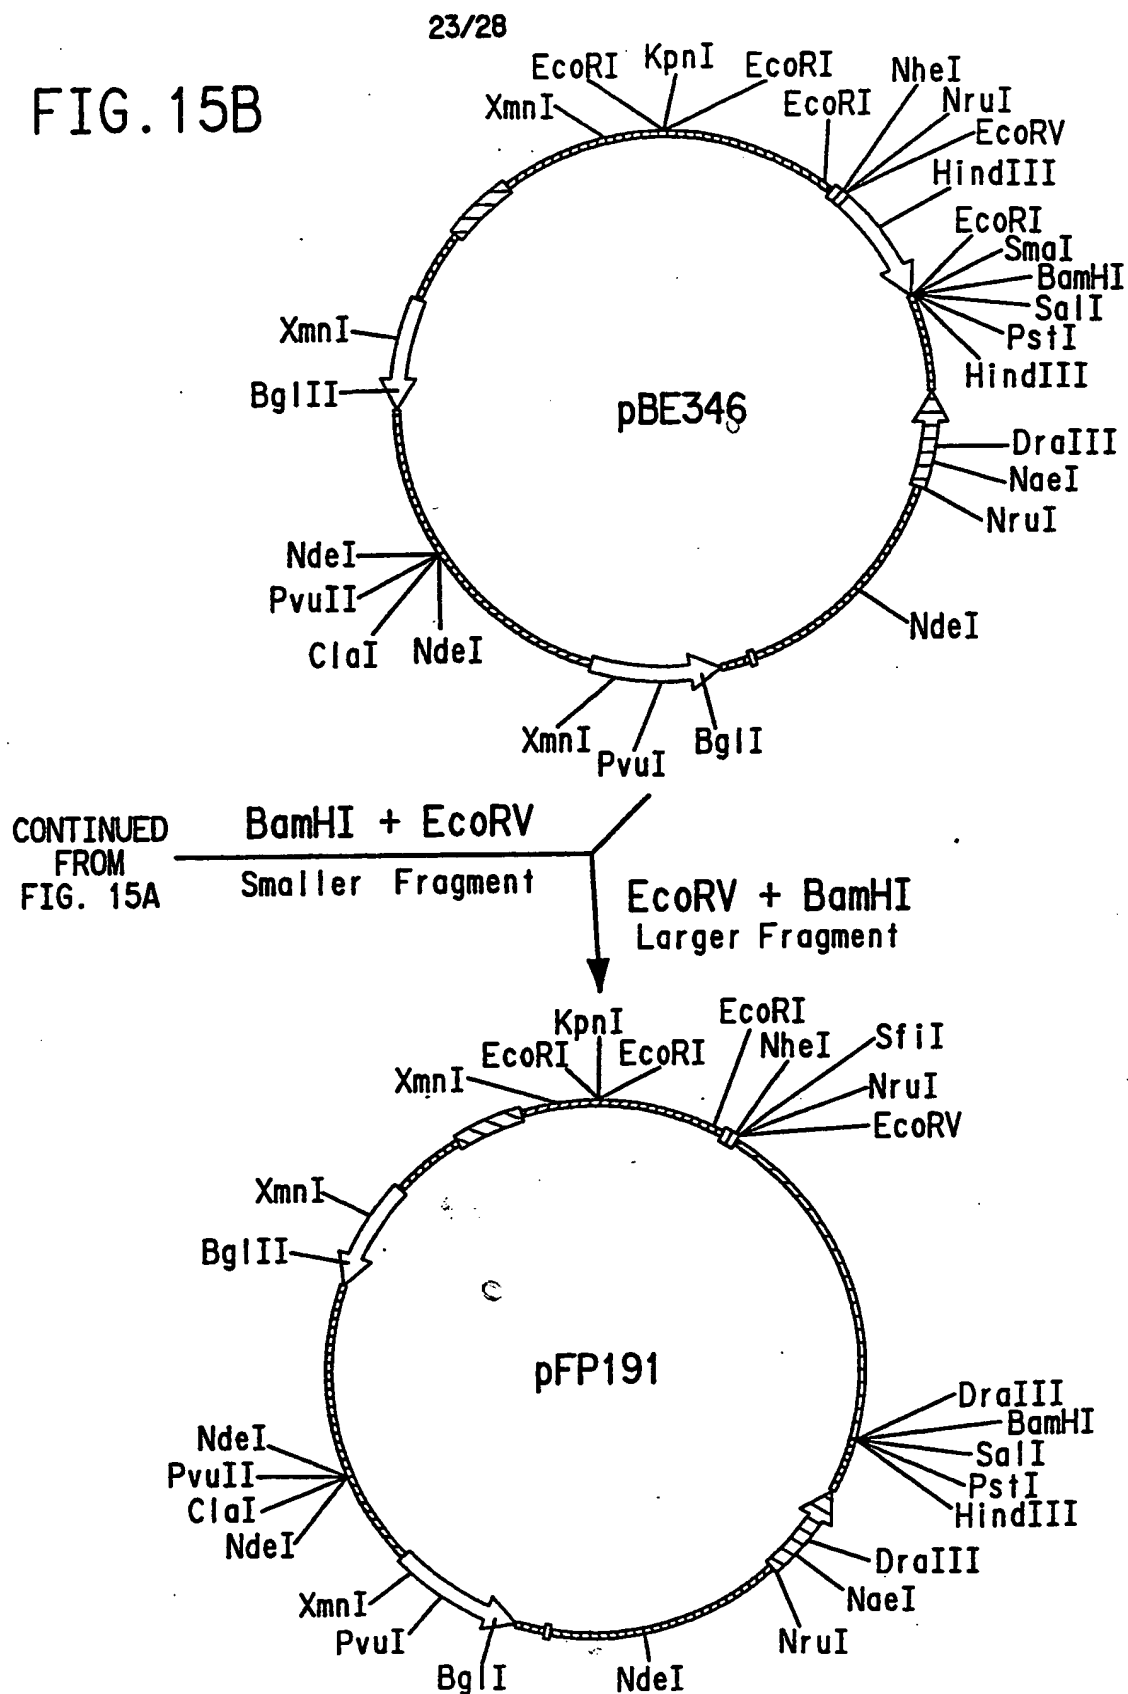 23/28
FIG.15B
EcoRI
KpnI
EcoRI
XmnI
EcoRI
NheI
NruI
EcoRV
HindIII
EcoRI
SmaI
BamHI
SalI
PstI
HindIII
XmnI
BglII
pBE346
DraIII
NaeI
NruI
NdeI
PvuII
ClaI
NdeI
NdeI
XmnI
PvuI
BglI
CONTINUED
FROM
FIG. 15A
BamHI + EcoRV
Smaller Fragment
EcoRV + BamHI
Larger Fragment
KpnI
EcoRI
EcoRI
XmnI
EcoRI
NheI
SfiI
NruI
EcoRV
XmnI
BglII
pFP191
DraIII
BamHI
SalI
PstI
HindIII
NdeI
PvuII
ClaI
NdeI
DraIII
NaeI
NruI
XmnI
PvuI
BglI
NdeI